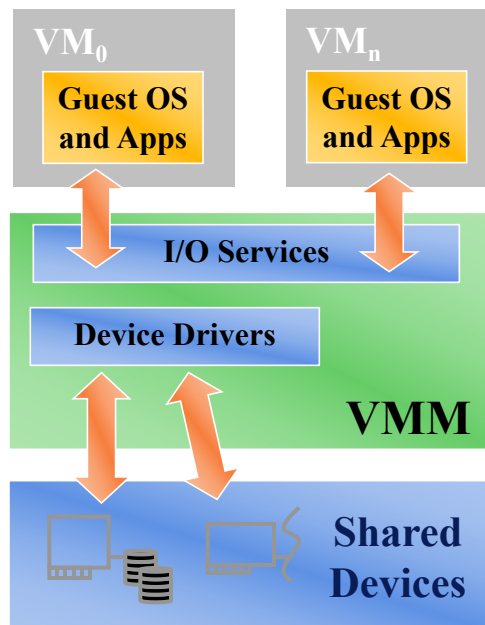 VM₀
VMₙ
Guest OS
and Apps
Guest OS
and Apps
I/O Services
Device Drivers
VMM
Shared
Devices